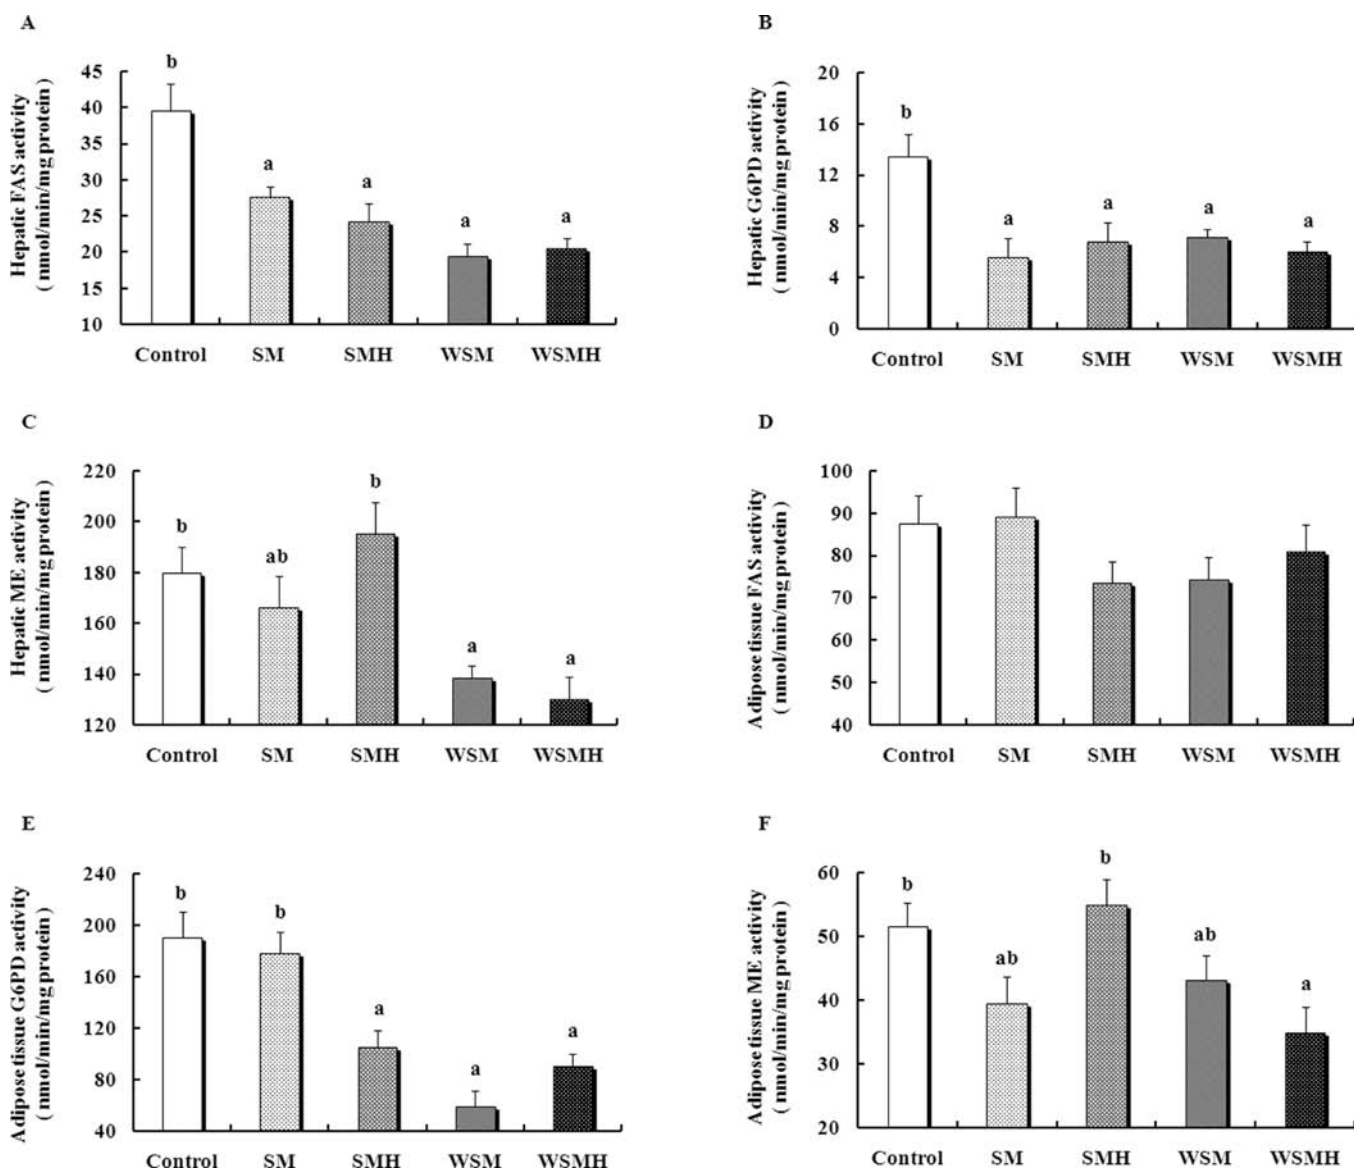 A
Hepatic FAS activity
( nmol/min/mg protein )
45
40
35
30
25
20
15
10
b
a
a
a
a
Control SM SMH WSM WSMH
B
Hepatic G6PD activity
( nmol/min/mg protein )
20
16
12
8
4
0
b
a
a
a
a
Control SM SMH WSM WSMH
C
Hepatic ME activity
( nmol/min/mg protein )
220
200
180
160
140
120
b
ab
b
a
a
Control SM SMH WSM WSMH
D
Adipose tissue FAS activity
( nmol/min/mg protein )
100
90
80
70
60
50
40
Control SM SMH WSM WSMH
E
Adipose tissue G6PD activity
( nmol/min/mg protein )
240
200
160
120
80
40
b
b
a
a
a
Control SM SMH WSM WSMH
F
Adipose tissue ME activity
( nmol/min/mg protein )
60
50
40
30
20
b
ab
b
ab
a
Control SM SMH WSM WSMH